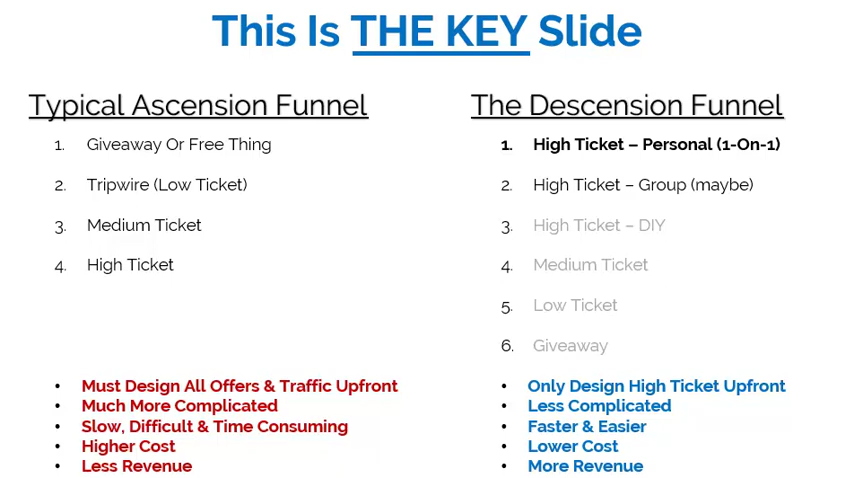 This Is THE KEY Slide
Typical Ascension Funnel
1. Giveaway Or Free Thing
2. Tripwire (Low Ticket)
3. Medium Ticket
4. High Ticket
• Must Design All Offers & Traffic Upfront
• Much More Complicated
• Slow, Difficult & Time Consuming
• Higher Cost
• Less Revenue
The Descension Funnel
1. High Ticket – Personal (1-On-1)
2. High Ticket – Group (maybe)
3. High Ticket – DIY
4. Medium Ticket
5. Low Ticket
6. Giveaway
• Only Design High Ticket Upfront
• Less Complicated
• Faster & Easier
• Lower Cost
• More Revenue